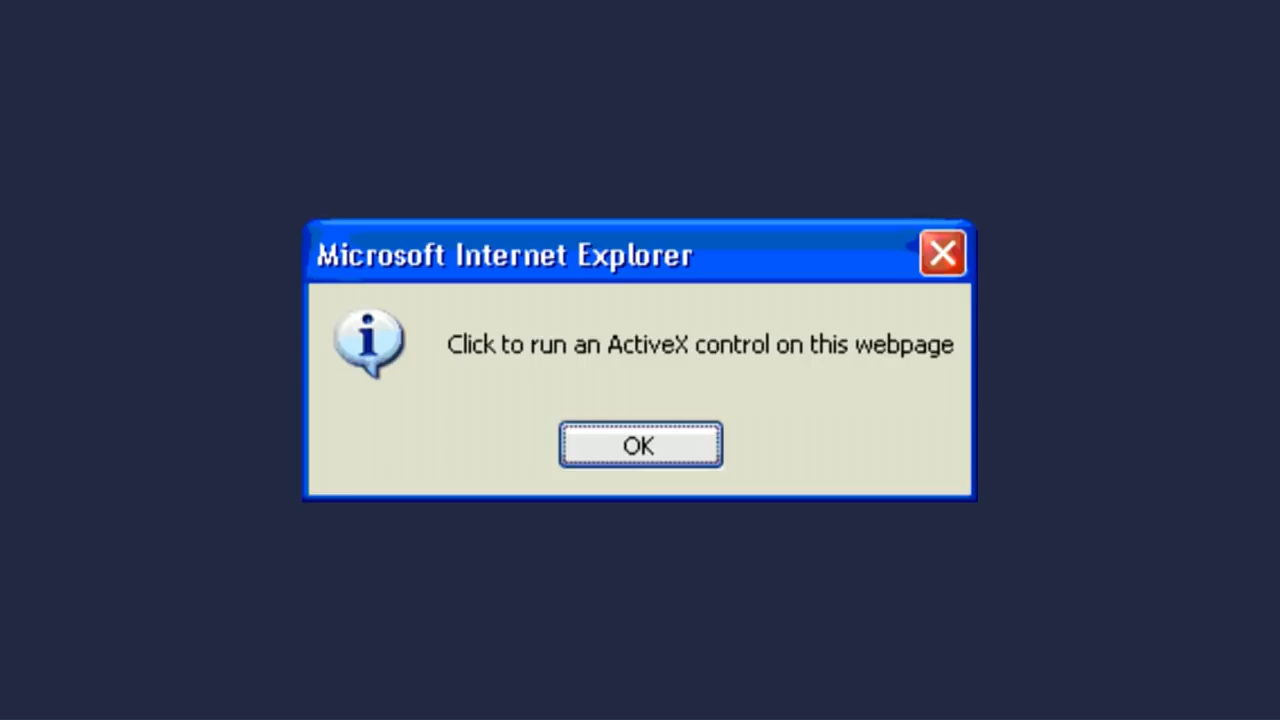 Microsoft Internet Explorer
Click to run an ActiveX control on this webpage
OK